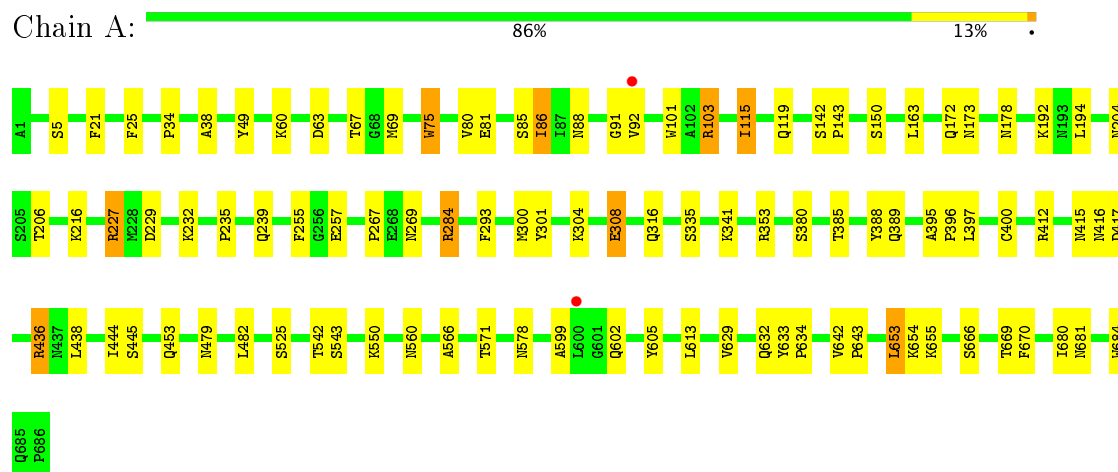 Chain A:
86% 13% •
A1 S5 F21 F25 P34 A38 Y49 K60 D63 T67 G68 M69 W75 V80 E81 S85 I86 I87 N88 G91 V92 W101 A102 R103 I115 Q119 S142 P143 S150 L163 Q172 N173 N178 K192 N193 L194 N204
S205 T206 K216 R227 M228 D229 K232 P235 Q239 F255 G256 E257 P267 E268 N269 R284 F293 M300 Y301 K304 E308 Q316 S335 K341 R353 S380 T385 Y388 Q389 A395 P396 L397 C400 R412 N415 N416 D417
R436 N437 L438 I444 S445 Q453 N479 L482 S525 T542 S543 K550 N560 A566 T571 N578 A599 L600 G601 Q602 Y605 L613 V629 Q632 Y633 P634 V642 P643 L653 K654 K655 S666 T669 F670 I680 N681 W684
Q685 P686